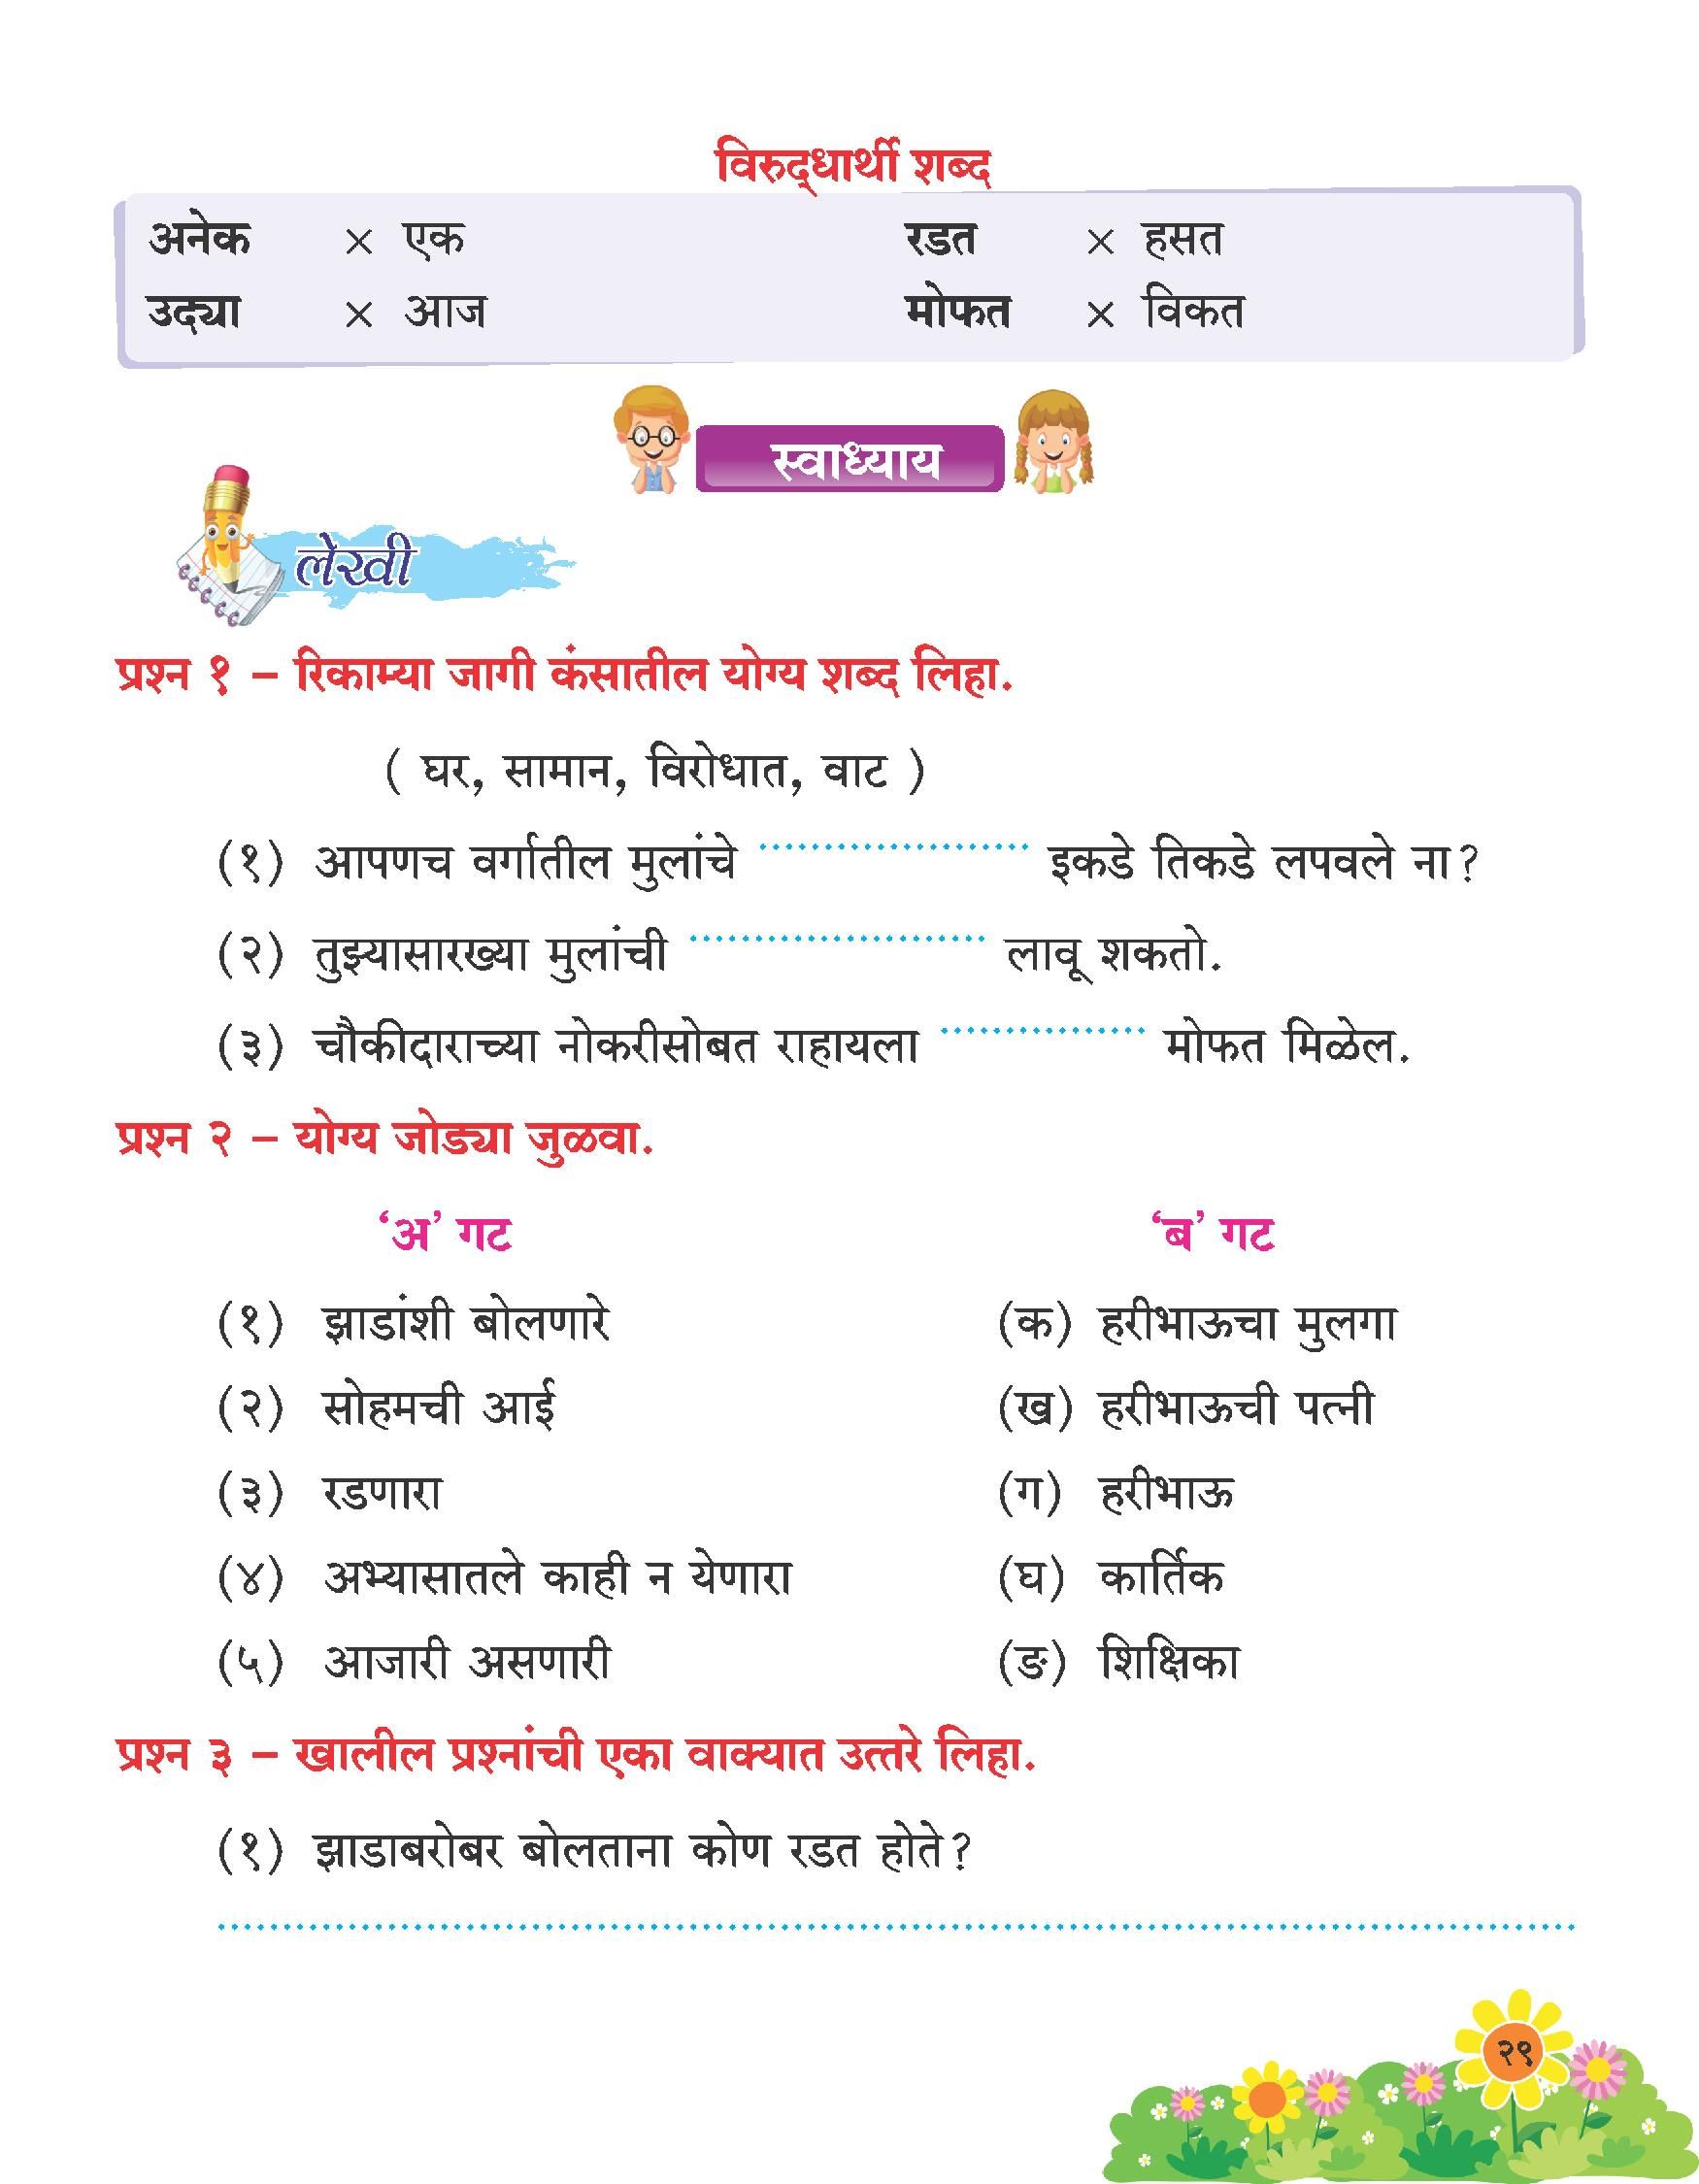 विरुद्धार्थी शब्द
अनेक × एक रडत × हसत
उद्या × आज मोफत × विकत
स्वाध्याय
लेखी
प्रश्न १ – रिकाम्या जागी कंसातील योग्य शब्द लिहा.
( घर, सामान, विरोधात, वाट )
(१) आपणच वर्गातील मुलांचे ..................... इकडे तिकडे लपवले ना?
(२) तुझ्यासारख्या मुलांची ....................... लावू शकतो.
(३) चौकीदाराच्या नोकरीसोबत राहायला ................ मोफत मिळेल.
प्रश्न २ – योग्य जोड्या जुळवा.
‘अ’ गट ‘ब’ गट
(१) झाडांशी बोलणारे (क) हरीभाऊचा मुलगा
(२) सोहमची आई (ख) हरीभाऊची पत्नी
(३) रडणारा (ग) हरीभाऊ
(४) अभ्यासातले काही न येणारा (घ) कार्तिक
(५) आजारी असणारी (ङ) शिक्षिका
प्रश्न ३ – खालील प्रश्नांची एका वाक्यात उत्तरे लिहा.
(१) झाडाबरोबर बोलताना कोण रडत होते?
२९